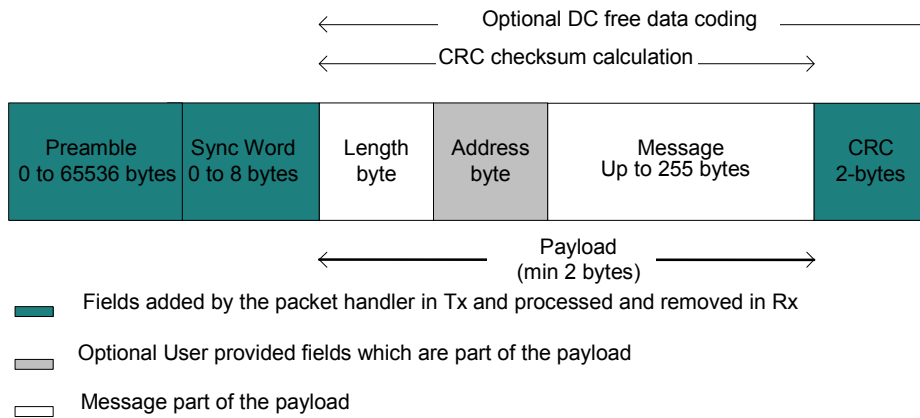 Optional DC free data coding
CRC checksum calculation
Preamble
0 to 65536 bytes
Sync Word
0 to 8 bytes
Length
byte
Address
byte
Message
Up to 255 bytes
CRC
2-bytes
Payload
(min 2 bytes)
Fields added by the packet handler in Tx and processed and removed in Rx
Optional User provided fields which are part of the payload
Message part of the payload